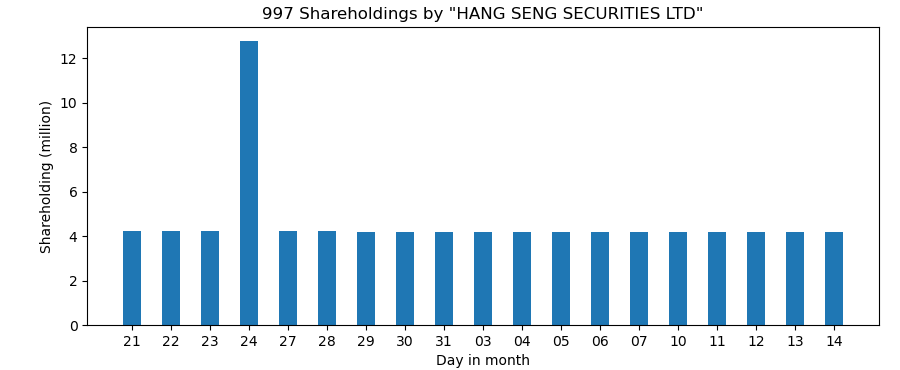 997 Shareholdings by "HANG SENG SECURITIES LTD"
Shareholding (million)
12
10
8
6
4
2
0
21 22 23 24 27 28 29 30 31 03 04 05 06 07 10 11 12 13 14
Day in month